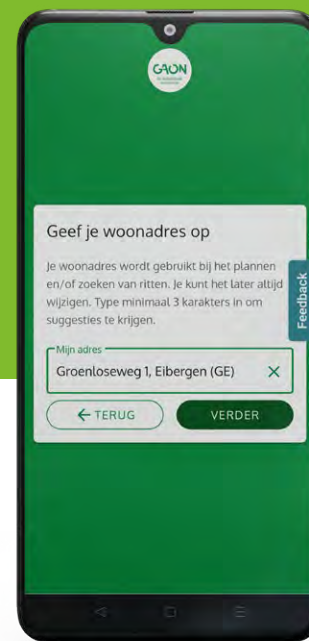 GAON
Geef je woonadres op
Je woonadres wordt gebruikt bij het plannen
en/of zoeken van ritten. Je kunt het later altijd
wijzigen. Type minimaal 3 karakters in om
suggesties te krijgen.
Feedback
Mijn adres
Groenloseweg 1, Eibergen (GE)
TERUG
VERDER